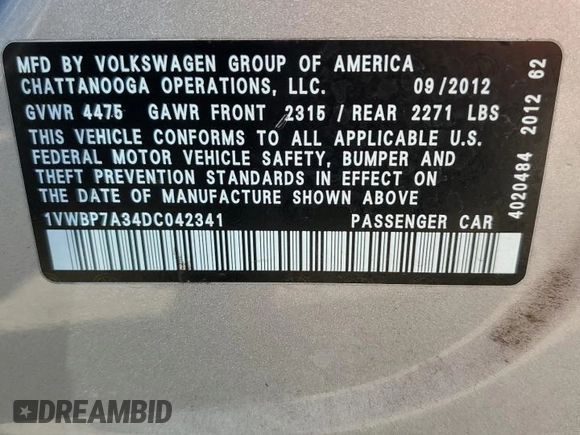 MFD BY VOLKSWAGEN GROUP OF AMERICA
CHATTANOOGA OPERATIONS, LLC. 09/2012
GVWR 4475 GAWR FRONT 2315 / REAR 2271 LBS
THIS VEHICLE CONFORMS TO ALL APPLICABLE U.S.
FEDERAL MOTOR VEHICLE SAFETY, BUMPER AND
THEFT PREVENTION STANDARDS IN EFFECT ON
THE DATE OF MANUFACTURE SHOWN ABOVE
1VWBP7A34DC042341 PASSENGER CAR
4020484 2012 62
DREAMBID